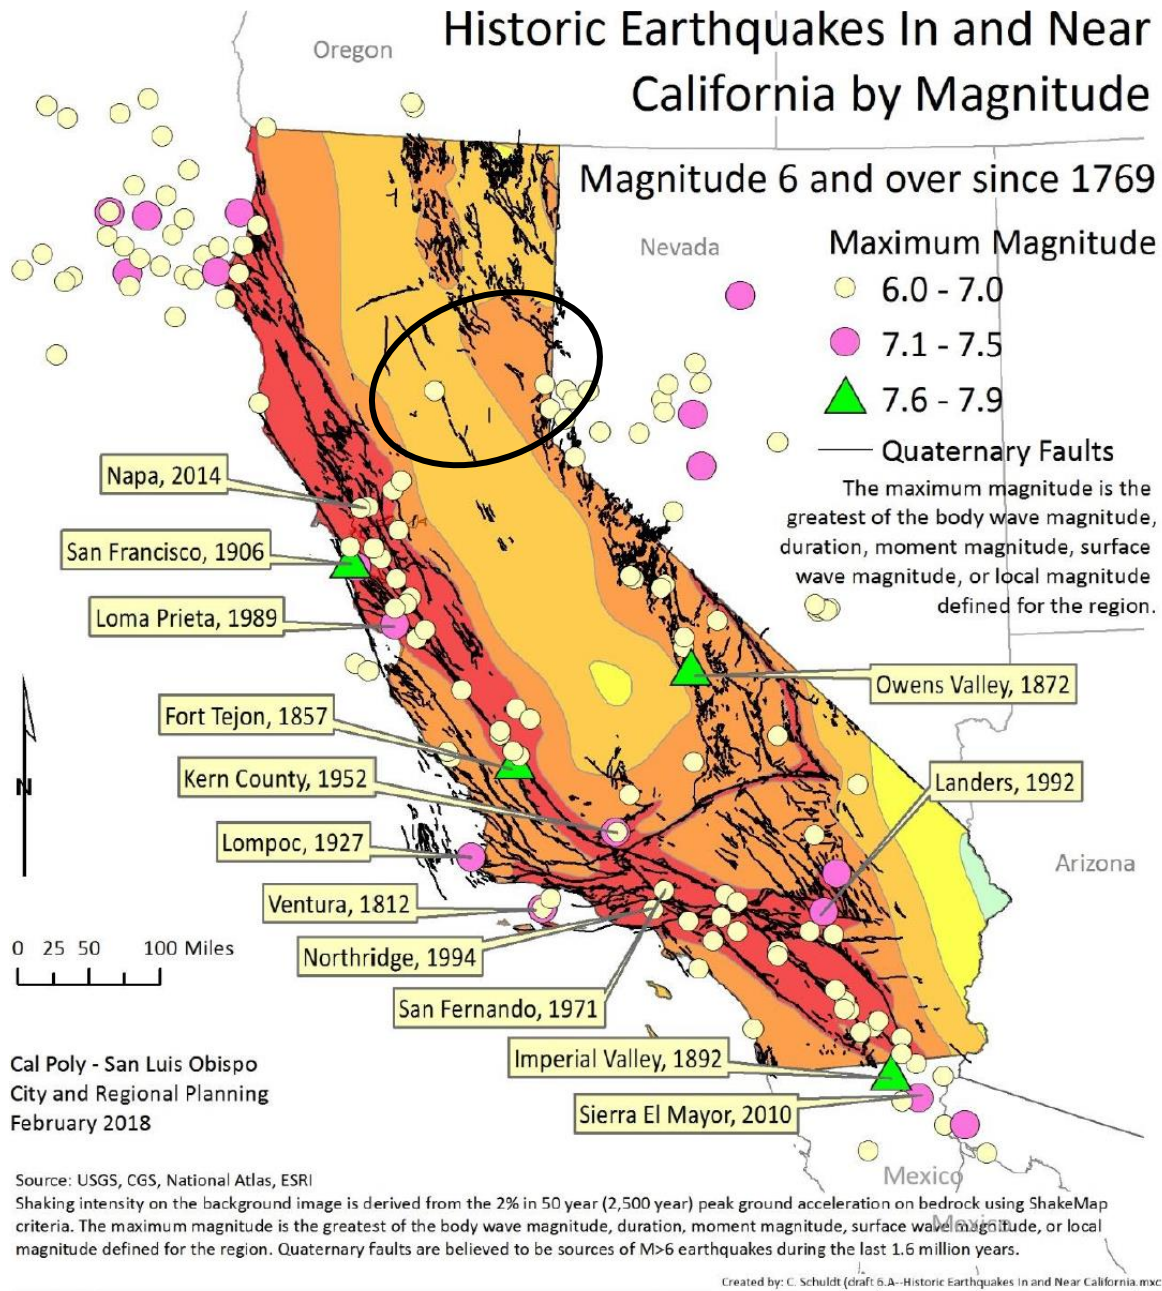 Historic Earthquakes In and Near
California by Magnitude
Magnitude 6 and over since 1769
Oregon
Nevada
Maximum Magnitude
6.0 - 7.0
7.1 - 7.5
7.6 - 7.9
Quaternary Faults
The maximum magnitude is the
greatest of the body wave magnitude,
duration, moment magnitude, surface
wave magnitude, or local magnitude
defined for the region.
Napa, 2014
San Francisco, 1906
Loma Prieta, 1989
Owens Valley, 1872
Fort Tejon, 1857
Kern County, 1952
Landers, 1992
N
Lompoc, 1927
Arizona
Ventura, 1812
Northridge, 1994
0 25 50 100 Miles
San Fernando, 1971
Imperial Valley, 1892
Sierra El Mayor, 2010
Cal Poly - San Luis Obispo
City and Regional Planning
February 2018
Mexico
Mexico
Source: USGS, CGS, National Atlas, ESRI
Shaking intensity on the background image is derived from the 2% in 50 year (2,500 year) peak ground acceleration on bedrock using ShakeMap
criteria. The maximum magnitude is the greatest of the body wave magnitude, duration, moment magnitude, surface wave magnitude, or local
magnitude defined for the region. Quaternary faults are believed to be sources of M>6 earthquakes during the last 1.6 million years.
Created by: C. Schuldt (draft 6.A--Historic Earthquakes In and Near California.mxc